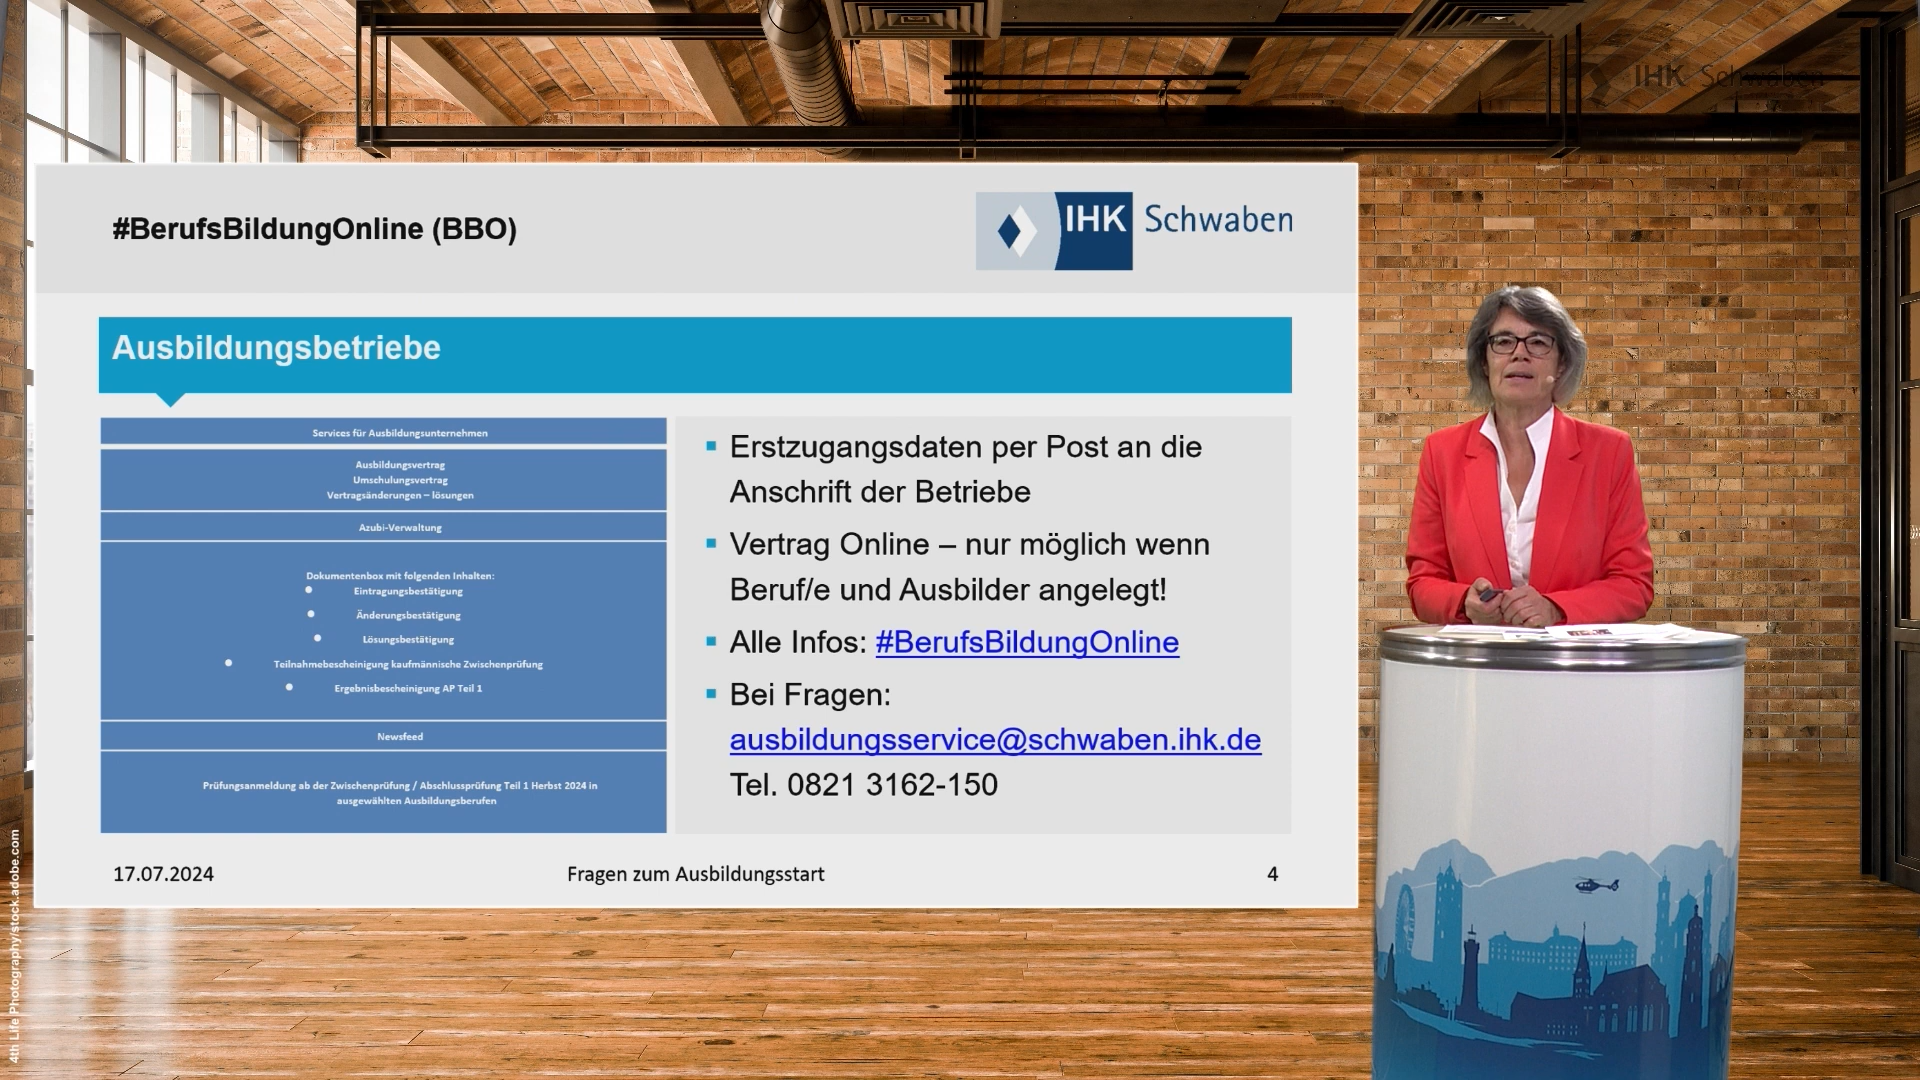 IHK Schwaben
#BerufsBildungOnline (BBO)
IHK Schwaben
Ausbildungsbetriebe
Services für Ausbildungsunternehmen
Ausbildungsvertrag
Umschulungsvertrag
Vertragsänderungen – lösungen
Azubi-Verwaltung
Dokumentenbox mit folgenden Inhalten:
● Eintragungsbestätigung
● Änderungsbestätigung
● Lösungsbestätigung
● Teilnahmebescheinigung kaufmännische Zwischenprüfung
● Ergebnisbescheinigung AP Teil 1
Newsfeed
Prüfungsanmeldung ab der Zwischenprüfung / Abschlussprüfung Teil 1 Herbst 2024 in
ausgewählten Ausbildungsberufen
▪ Erstzugangsdaten per Post an die
Anschrift der Betriebe
▪ Vertrag Online – nur möglich wenn
Beruf/e und Ausbilder angelegt!
▪ Alle Infos: #BerufsBildungOnline
▪ Bei Fragen:
ausbildungsservice@schwaben.ihk.de
Tel. 0821 3162-150
17.07.2024
Fragen zum Ausbildungsstart
4
4th Life Photography/stock.adobe.com